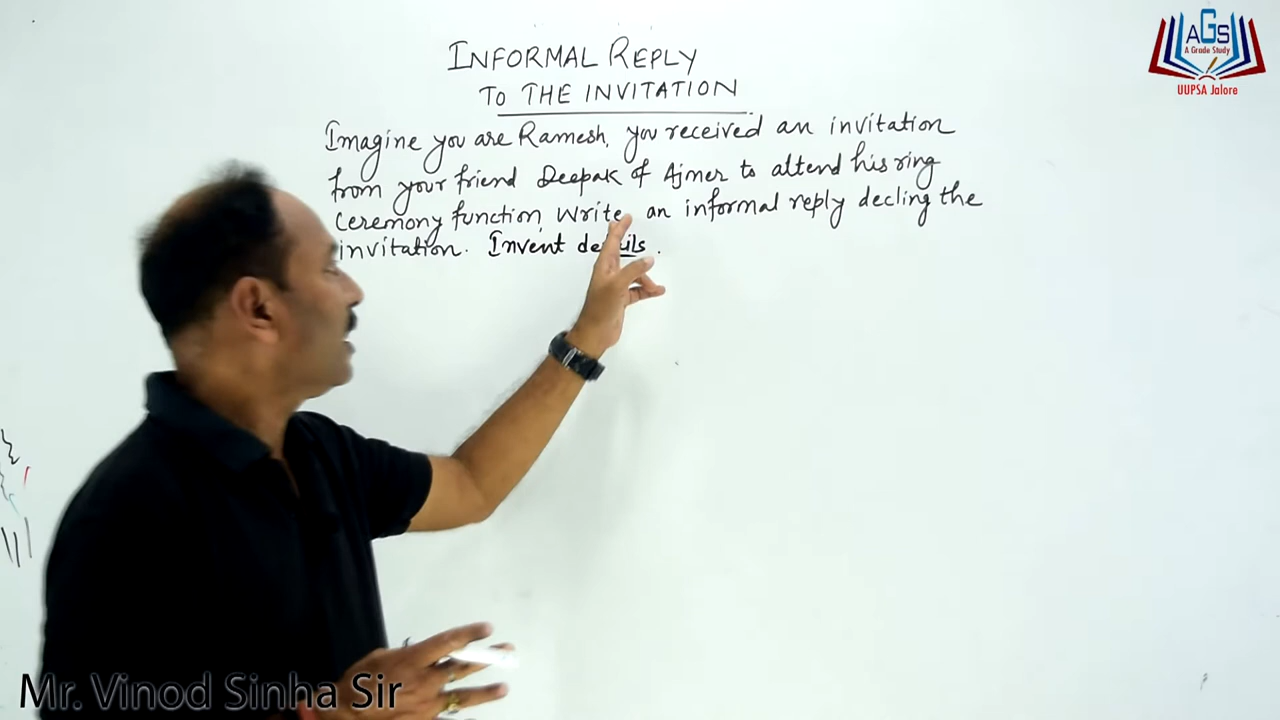 INFORMAL REPLY
TO THE INVITATION
Imagine you are Ramesh, you received an invitation
from your friend Deepak of Ajmer to attend his ring
ceremony function, Write an informal reply decling the
invitation. Invent details.
AGS
A Grade Study
UUPSA Jalore
Mr. Vinod Sinha Sir